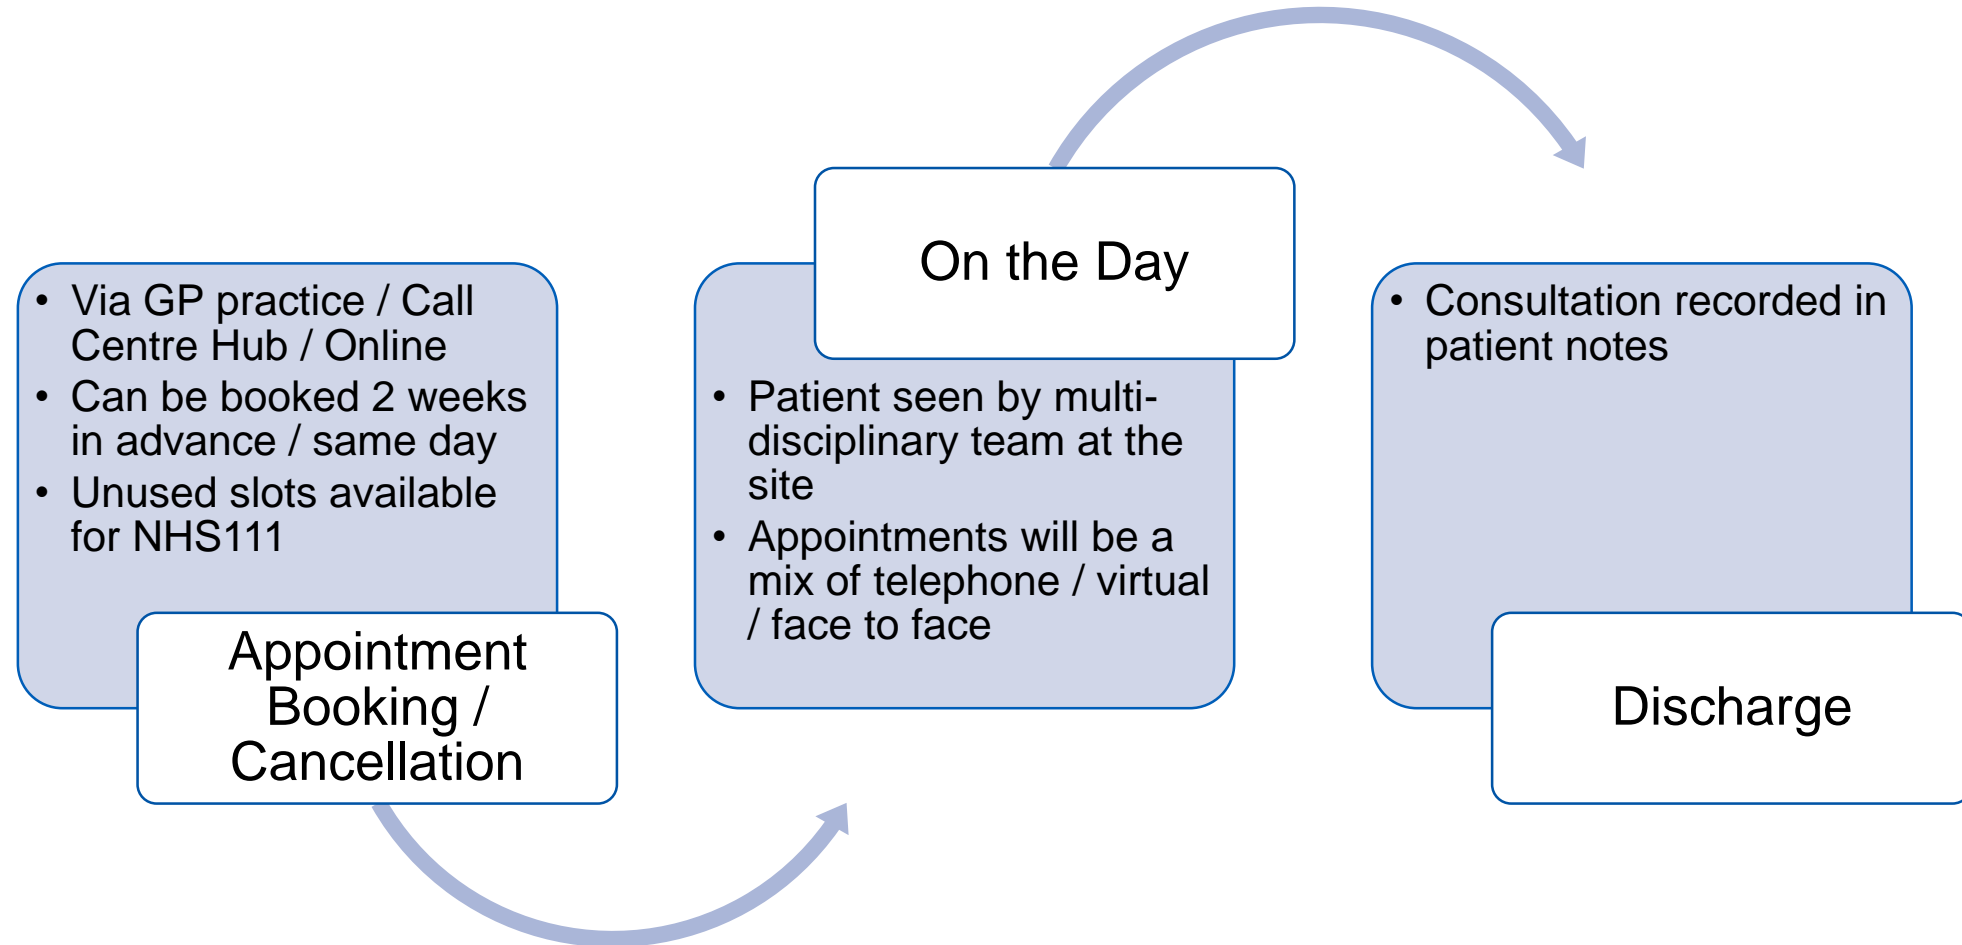 • Via GP practice / Call
Centre Hub / Online
• Can be booked 2 weeks
in advance / same day
• Unused slots available
for NHS111
Appointment
Booking /
Cancellation
On the Day
• Patient seen by multi-
disciplinary team at the
site
• Appointments will be a
mix of telephone / virtual
/ face to face
• Consultation recorded in
patient notes
Discharge